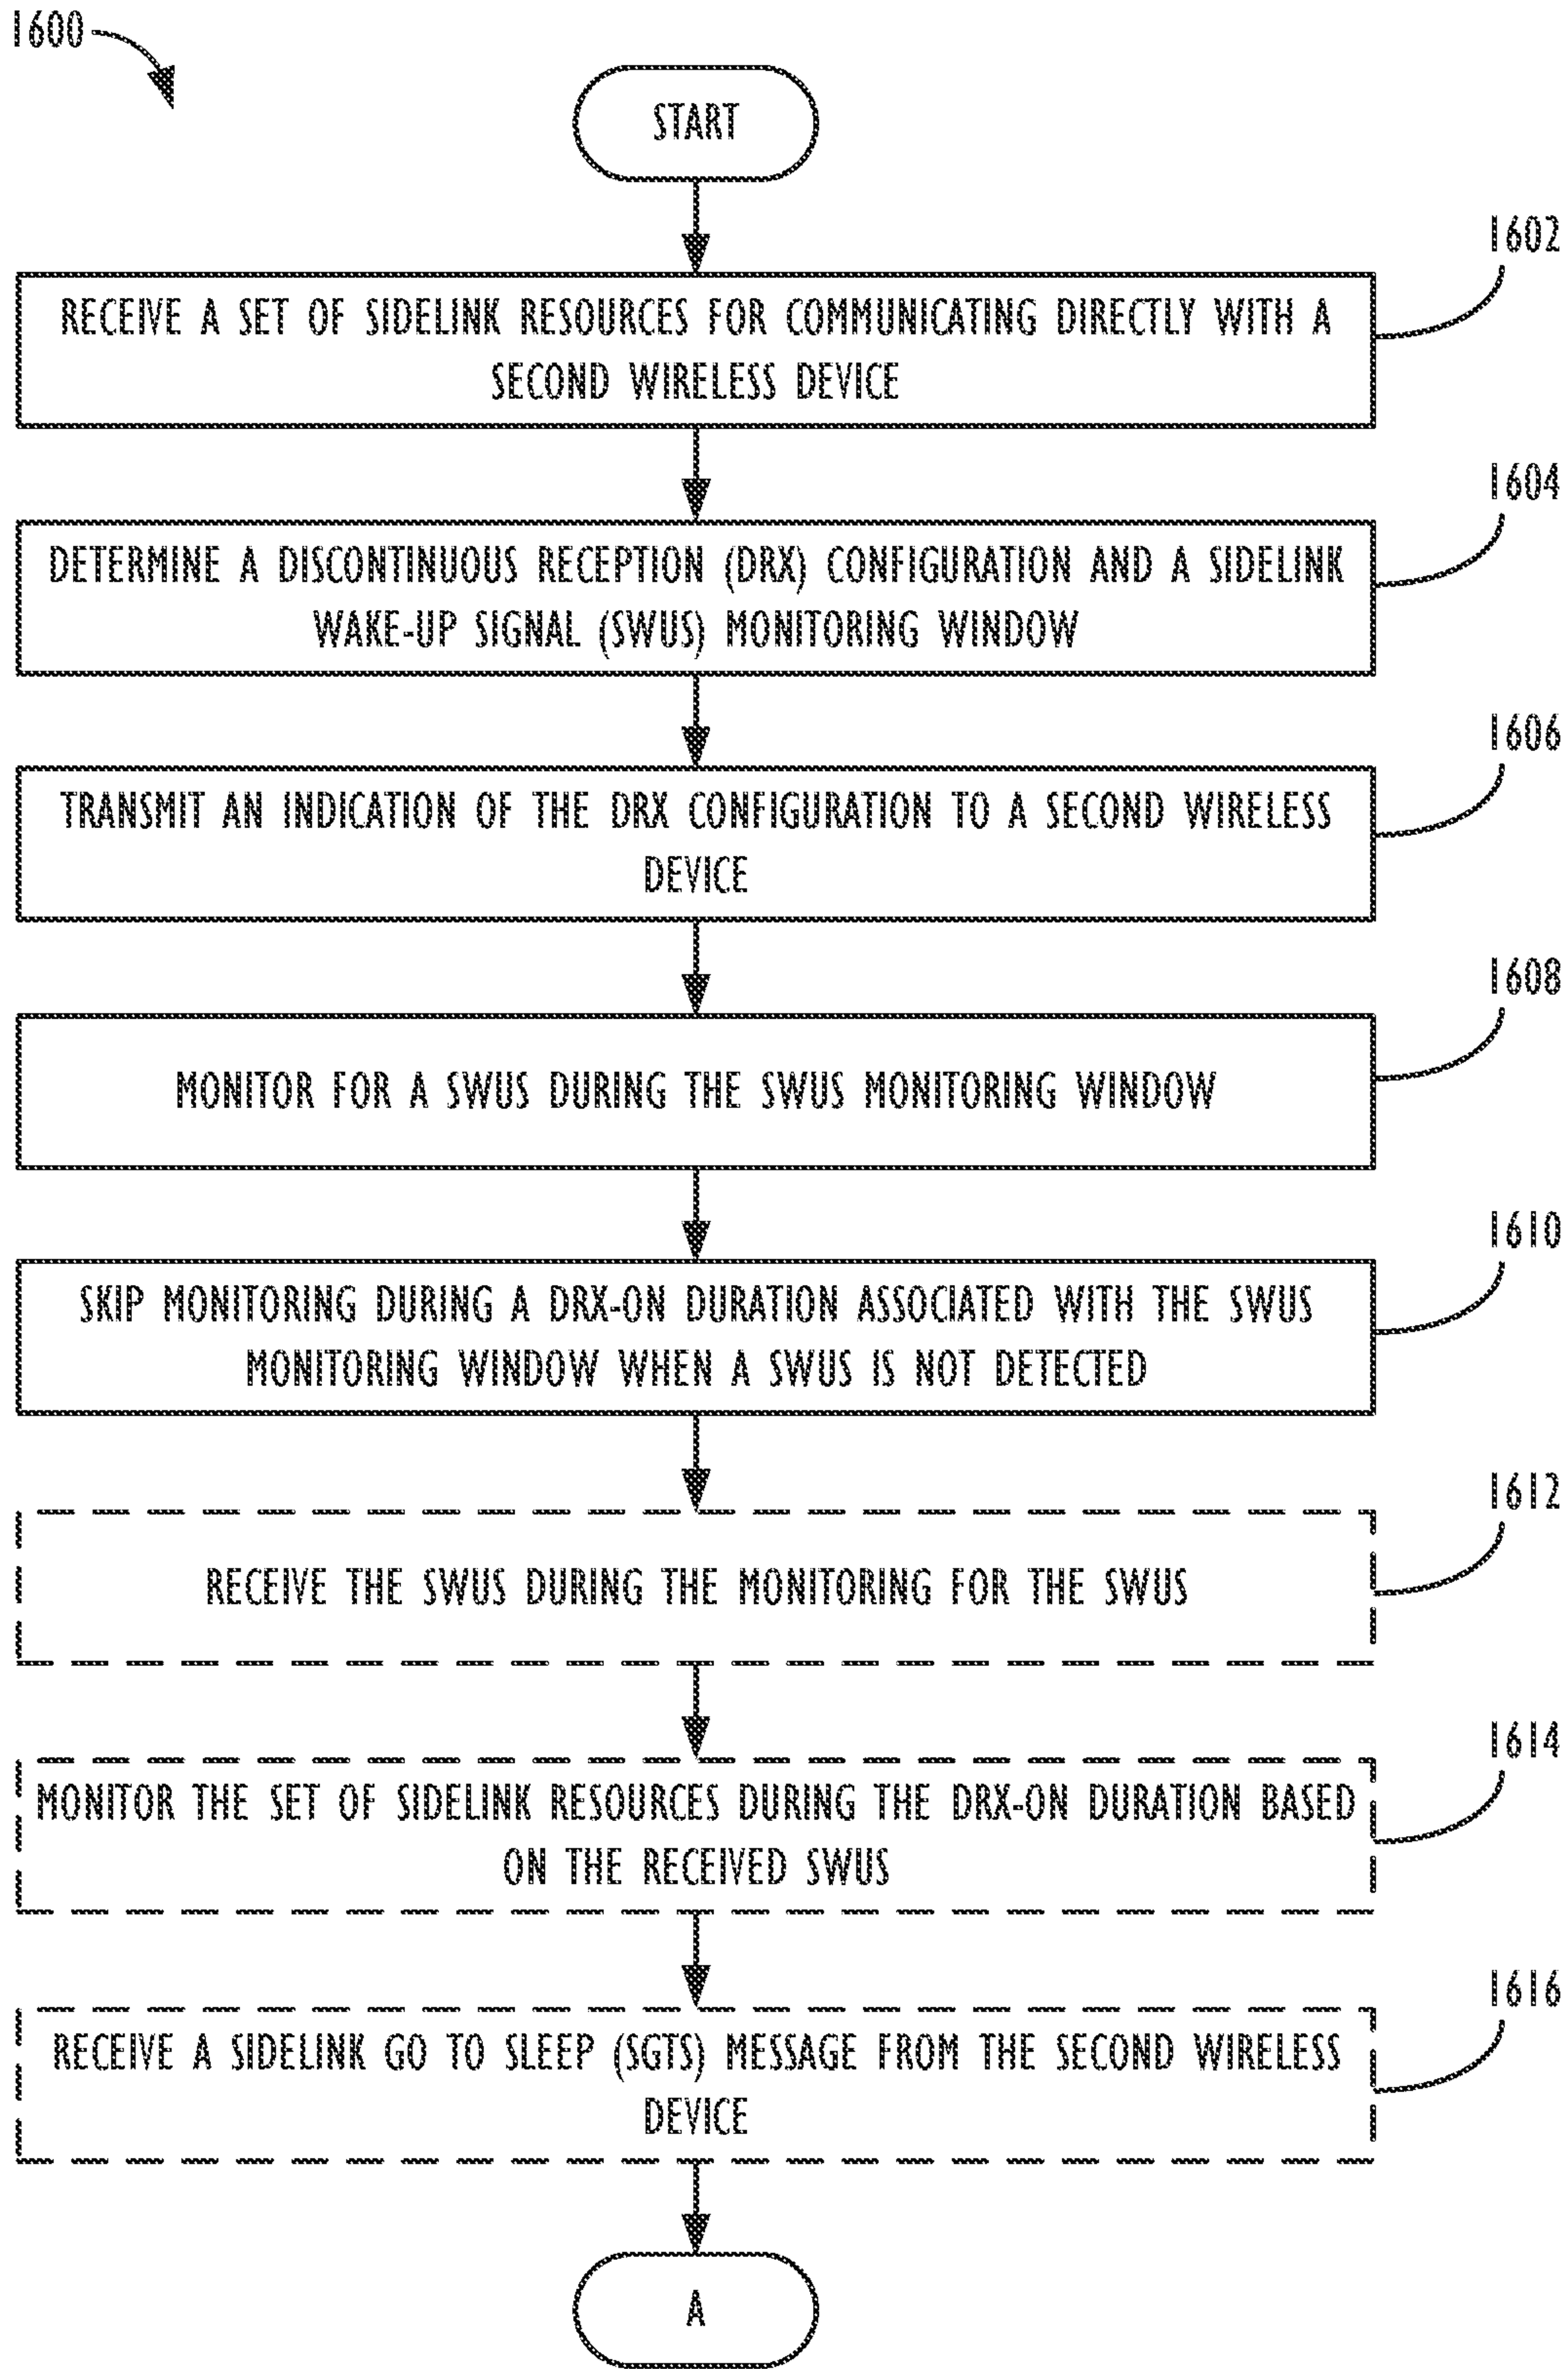 1600
START
1602
RECEIVE A SET OF SIDELINK RESOURCES FOR COMMUNICATING DIRECTLY WITH A
SECOND WIRELESS DEVICE
1604
DETERMINE A DISCONTINUOUS RECEPTION (DRX) CONFIGURATION AND A SIDELINK
WAKE-UP SIGNAL (SWUS) MONITORING WINDOW
1606
TRANSMIT AN INDICATION OF THE DRX CONFIGURATION TO A SECOND WIRELESS
DEVICE
1608
MONITOR FOR A SWUS DURING THE SWUS MONITORING WINDOW
1610
SKIP MONITORING DURING A DRX-ON DURATION ASSOCIATED WITH THE SWUS
MONITORING WINDOW WHEN A SWUS IS NOT DETECTED
1612
RECEIVE THE SWUS DURING THE MONITORING FOR THE SWUS
1614
MONITOR THE SET OF SIDELINK RESOURCES DURING THE DRX-ON DURATION BASED
ON THE RECEIVED SWUS
1616
RECEIVE A SIDELINK GO TO SLEEP (SGTS) MESSAGE FROM THE SECOND WIRELESS
DEVICE
A